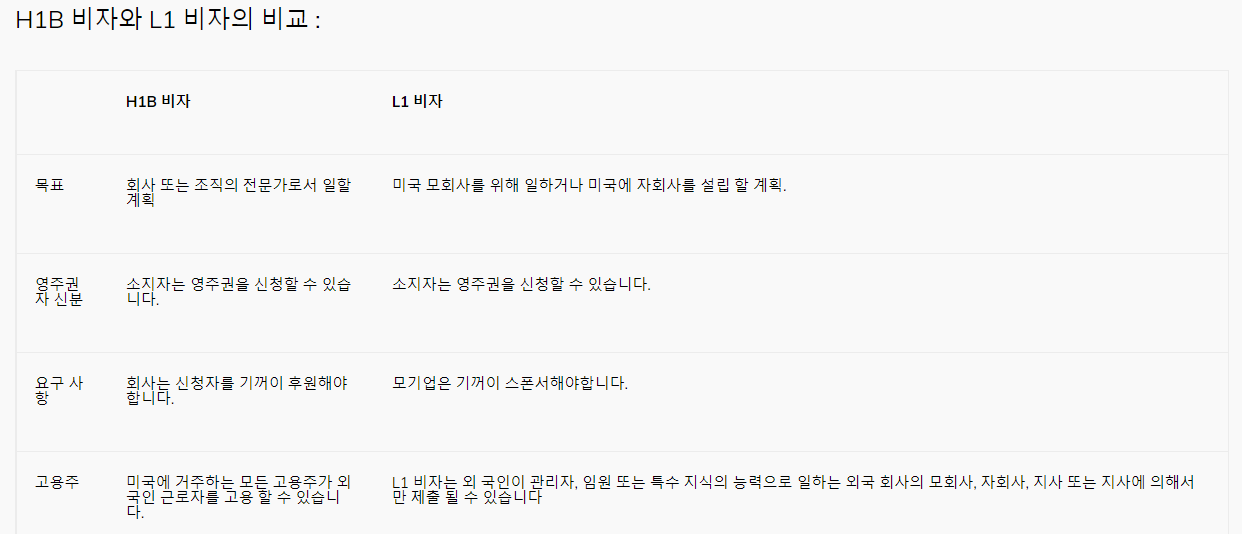 H1B 비자와 L1 비자의 비교 :
H1B 비자
L1 비자
목표
회사 또는 조직의 전문가로서 일할
계획
미국 모회사를 위해 일하거나 미국에 자회사를 설립 할 계획.
영주권
자 신분
소지자는 영주권을 신청할 수 있습
니다.
소지자는 영주권을 신청할 수 있습니다.
요구 사
항
회사는 신청자를 기꺼이 후원해야
합니다.
모기업은 기꺼이 스폰서해야합니다.
고용주
미국에 거주하는 모든 고용주가 외
국인 근로자를 고용 할 수 있습니
다.
L1 비자는 외 국인이 관리자, 임원 또는 특수 지식의 능력으로 일하는 외국 회사의 모회사, 자회사, 지사 또는 지사에 의해서
만 제출 될 수 있습니다